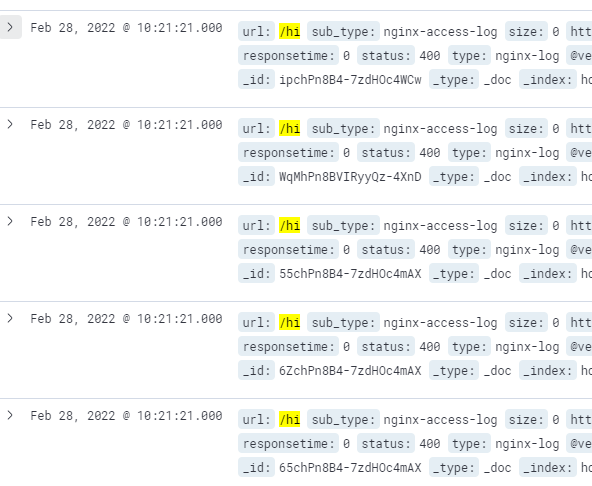 Feb 28, 2022 @ 10:21:21.000 url: /hi sub_type: nginx-access-log size: 0 htt
responsetime: 0 status: 400 type: nginx-log @ve
_id: ipchPn8B4-7zdHOc4WCw _type: _doc _index: ho
Feb 28, 2022 @ 10:21:21.000 url: /hi sub_type: nginx-access-log size: 0 htt
responsetime: 0 status: 400 type: nginx-log @ve
_id: WqMhPn8BVIRyyQz-4XnD _type: _doc _index: ho
Feb 28, 2022 @ 10:21:21.000 url: /hi sub_type: nginx-access-log size: 0 htt
responsetime: 0 status: 400 type: nginx-log @ve
_id: 55chPn8B4-7zdHOc4mAX _type: _doc _index: ho
Feb 28, 2022 @ 10:21:21.000 url: /hi sub_type: nginx-access-log size: 0 htt
responsetime: 0 status: 400 type: nginx-log @ve
_id: 6ZchPn8B4-7zdHOc4mAX _type: _doc _index: ho
Feb 28, 2022 @ 10:21:21.000 url: /hi sub_type: nginx-access-log size: 0 htt
responsetime: 0 status: 400 type: nginx-log @ve
_id: 65chPn8B4-7zdHOc4mAX _type: _doc _index: ho